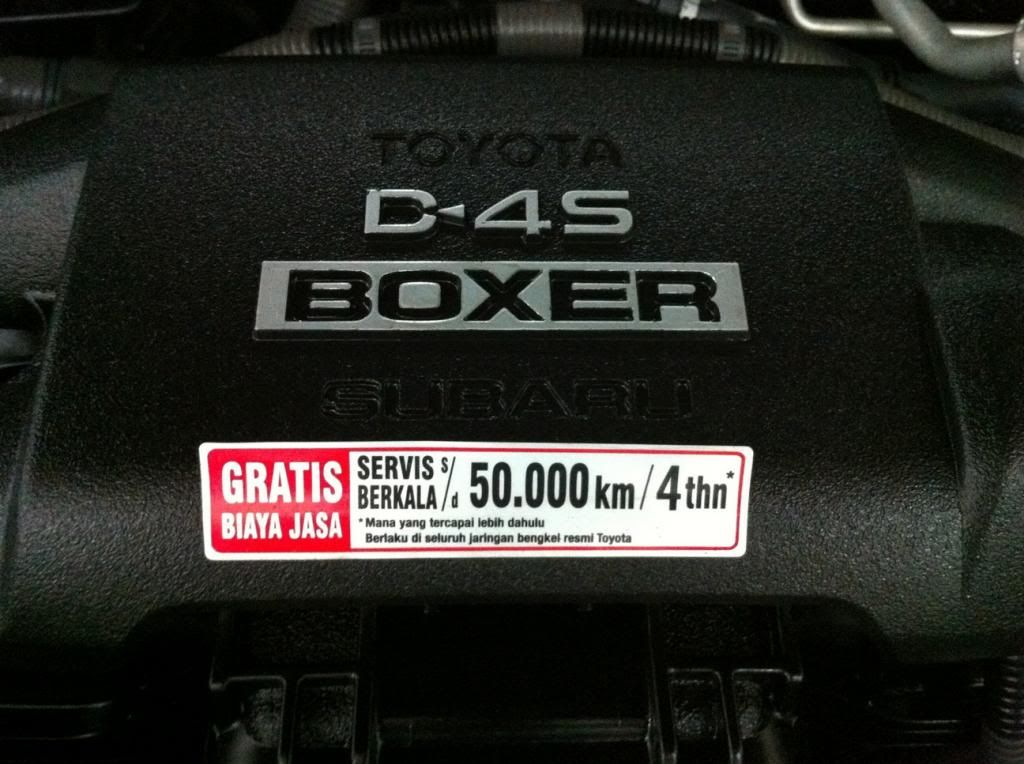 TOYOTA
D-4S
BOXER
SUBARU
GRATIS
BIAYA JASA
SERVIS
BERKALA
s/d 50.000 km / 4 thn*
*Mana yang tercapai lebih dahulu
Berlaku di seluruh jaringan bengkel resmi Toyota